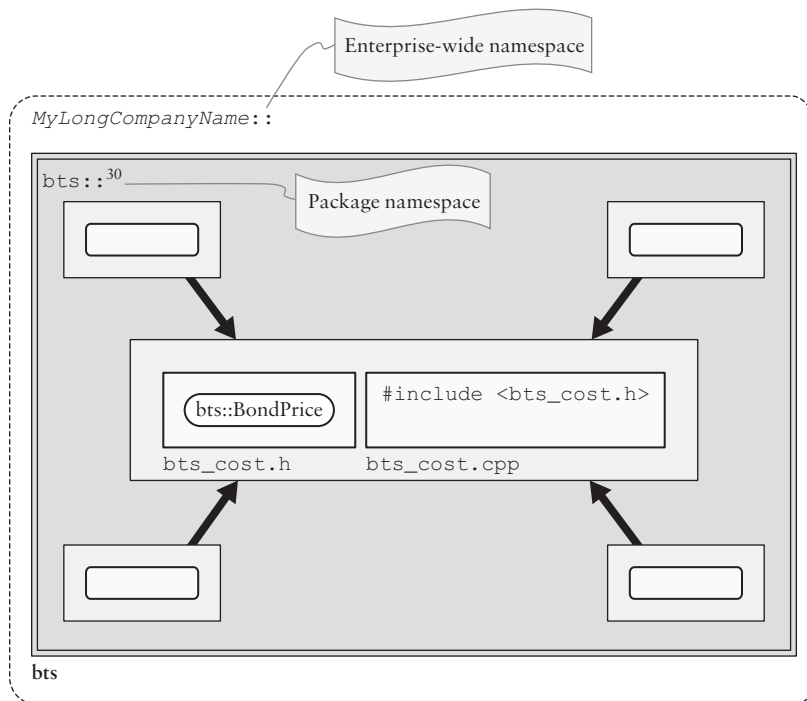 Enterprise-wide namespace
MyLongCompanyName::
bts::30
Package namespace
bts::BondPrice
#include <bts_cost.h>
bts_cost.h
bts_cost.cpp
bts